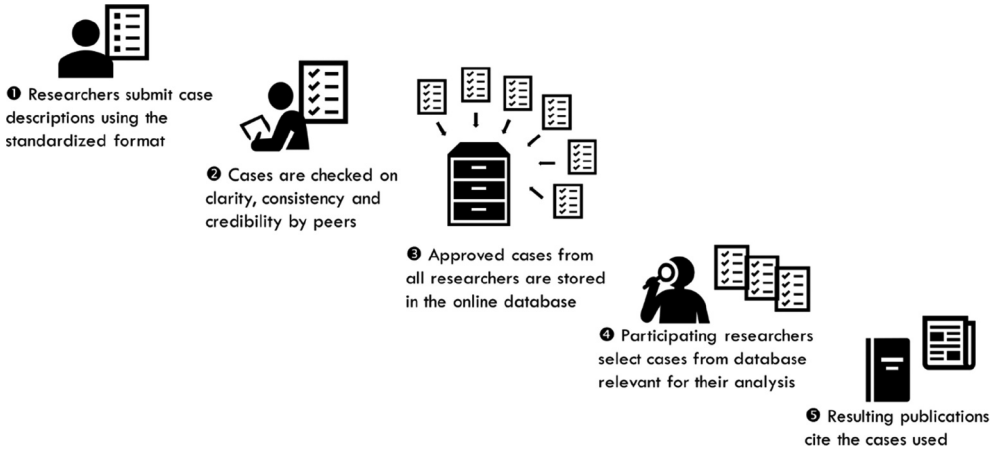 ❶ Researchers submit case
descriptions using the
standardized format
❷ Cases are checked on
clarity, consistency and
credibility by peers
❸ Approved cases from
all researchers are stored
in the online database
❹ Participating researchers
select cases from database
relevant for their analysis
❺ Resulting publications
cite the cases used